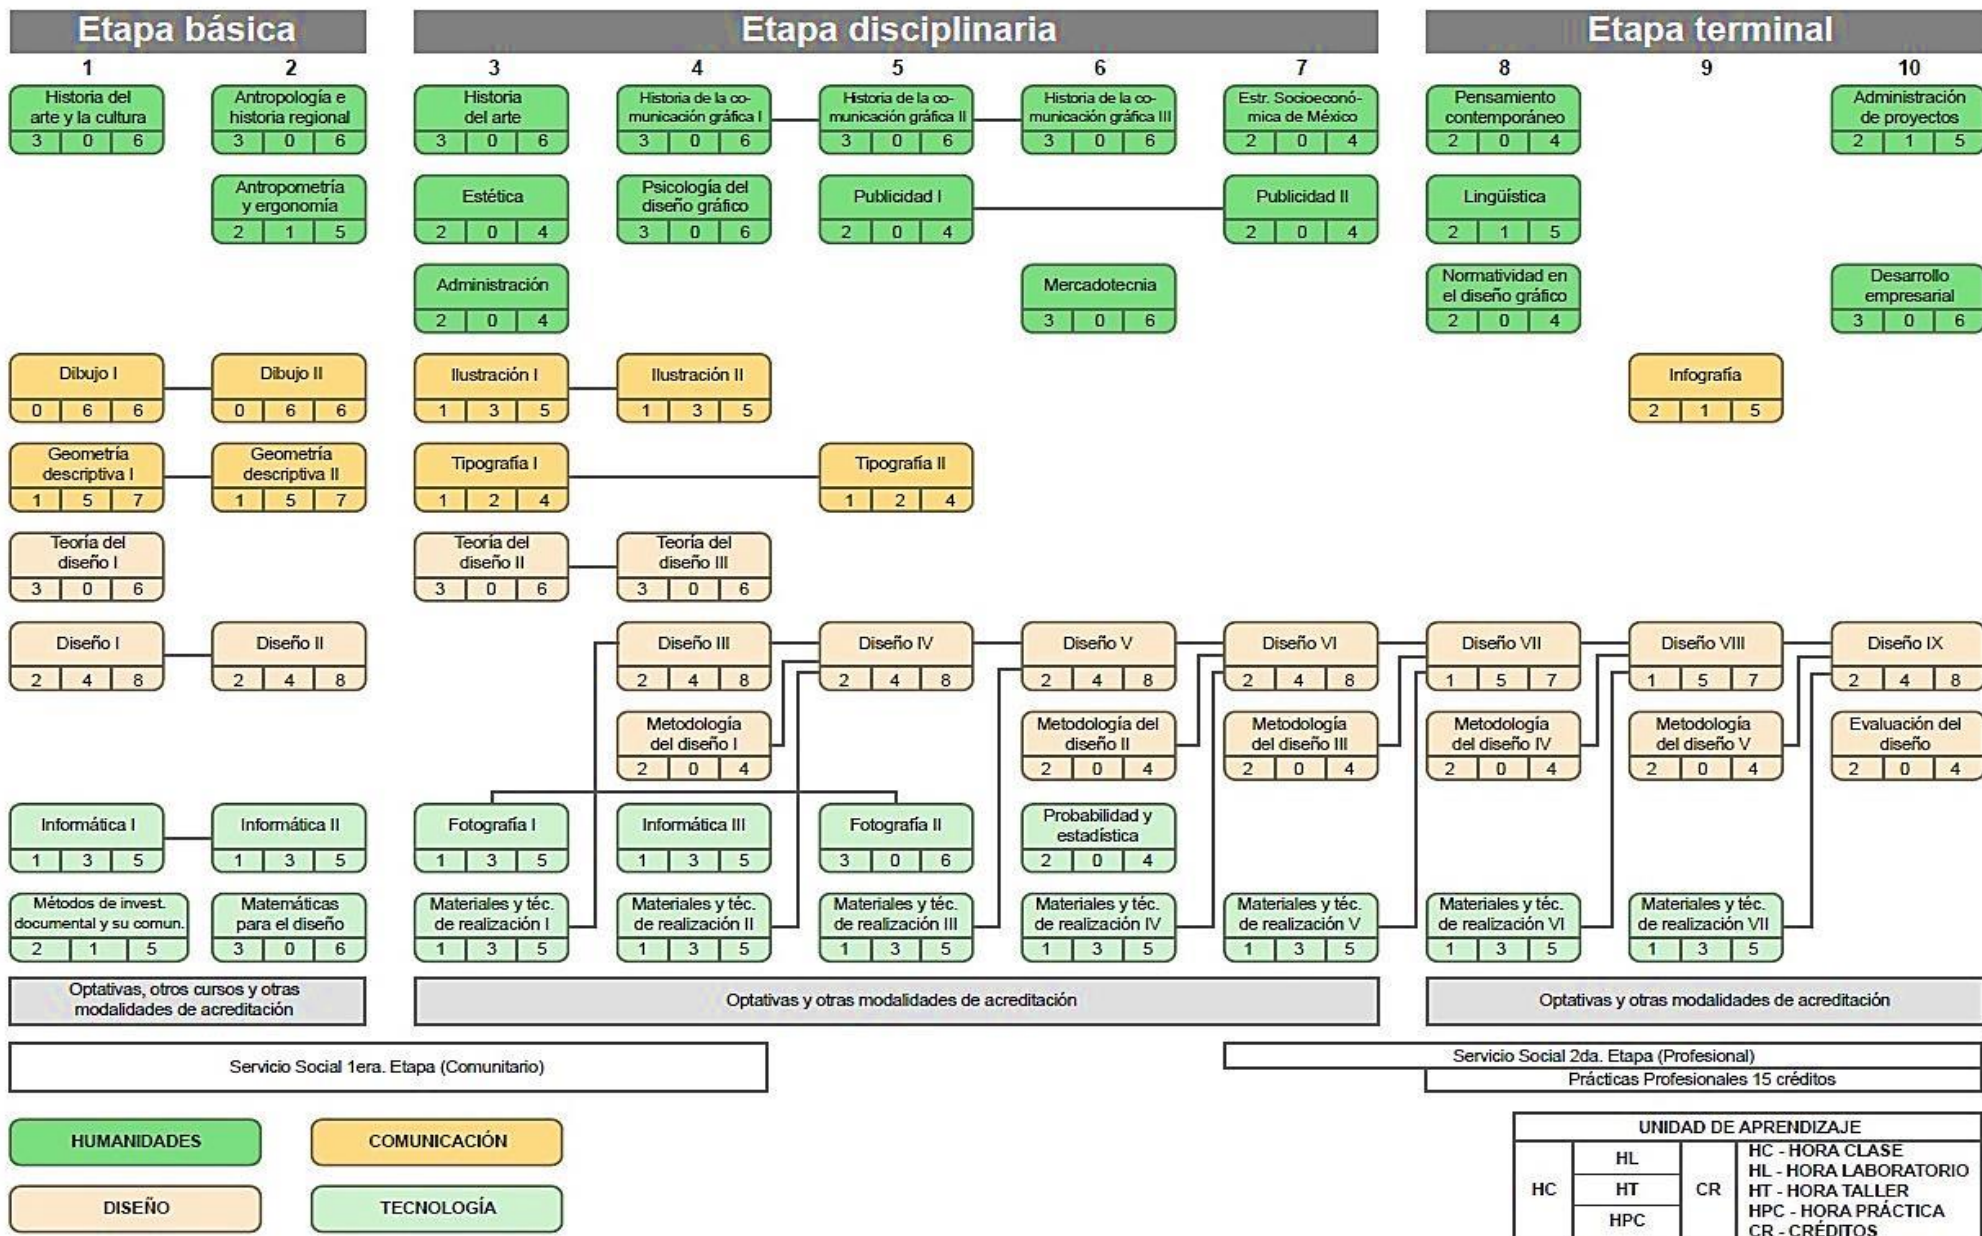 Etapa básica
Etapa disciplinaria
Etapa terminal
1 2 3 4 5 6 7 8 9 10
Historia del
arte y la cultura
3 0 6
Antropología e
historia regional
3 0 6
Historia
del arte
3 0 6
Historia de la co-
municación gráfica I
3 0 6
Historia de la co-
municación gráfica II
3 0 6
Historia de la co-
municación gráfica III
3 0 6
Estr. Socioeconó-
mica de México
2 0 4
Pensamiento
contemporáneo
2 0 4
Administración
de proyectos
2 1 5
Antropometría
y ergonomía
2 1 5
Estética
2 0 4
Psicología del
diseño gráfico
3 0 6
Publicidad I
2 0 4
Publicidad II
2 0 4
Lingüística
2 1 5
Administración
2 0 4
Mercadotecnia
3 0 6
Normatividad en
el diseño gráfico
2 0 4
Desarrollo
empresarial
3 0 6
Dibujo I
0 6 6
Dibujo II
0 6 6
Ilustración I
1 3 5
Ilustración II
1 3 5
Infografía
2 1 5
Geometría
descriptiva I
1 5 7
Geometría
descriptiva II
1 5 7
Tipografía I
1 2 4
Tipografía II
1 2 4
Teoría del
diseño I
3 0 6
Teoría del
diseño II
3 0 6
Teoría del
diseño III
3 0 6
Diseño I
2 4 8
Diseño II
2 4 8
Diseño III
2 4 8
Diseño IV
2 4 8
Diseño V
2 4 8
Diseño VI
2 4 8
Diseño VII
1 5 7
Diseño VIII
1 5 7
Diseño IX
2 4 8
Metodología
del diseño I
2 0 4
Metodología del
diseño II
2 0 4
Metodología
del diseño III
2 0 4
Metodología
del diseño IV
2 0 4
Metodología
del diseño V
2 0 4
Evaluación del
diseño
2 0 4
Informática I
1 3 5
Informática II
1 3 5
Fotografía I
1 3 5
Informática III
1 3 5
Fotografía II
3 0 6
Probabilidad y
estadística
2 0 4
Métodos de invest.
documental y su comun.
2 1 5
Matemáticas
para el diseño
3 0 6
Materiales y téc.
de realización I
1 3 5
Materiales y téc.
de realización II
1 3 5
Materiales y téc.
de realización III
1 3 5
Materiales y téc.
de realización IV
1 3 5
Materiales y téc.
de realización V
1 3 5
Materiales y téc.
de realización VI
1 3 5
Materiales y téc.
de realización VII
1 3 5
Optativas, otros cursos y otras
modalidades de acreditación
Optativas y otras modalidades de acreditación
Optativas y otras modalidades de acreditación
Servicio Social 1era. Etapa (Comunitario)
Servicio Social 2da. Etapa (Profesional)
Prácticas Profesionales 15 créditos
HUMANIDADES
COMUNICACIÓN
DISEÑO
TECNOLOGÍA
UNIDAD DE APRENDIZAJE
HC
HL
HT
HPC
CR
HC - HORA CLASE
HL - HORA LABORATORIO
HT - HORA TALLER
HPC - HORA PRÁCTICA
CR - CRÉDITOS